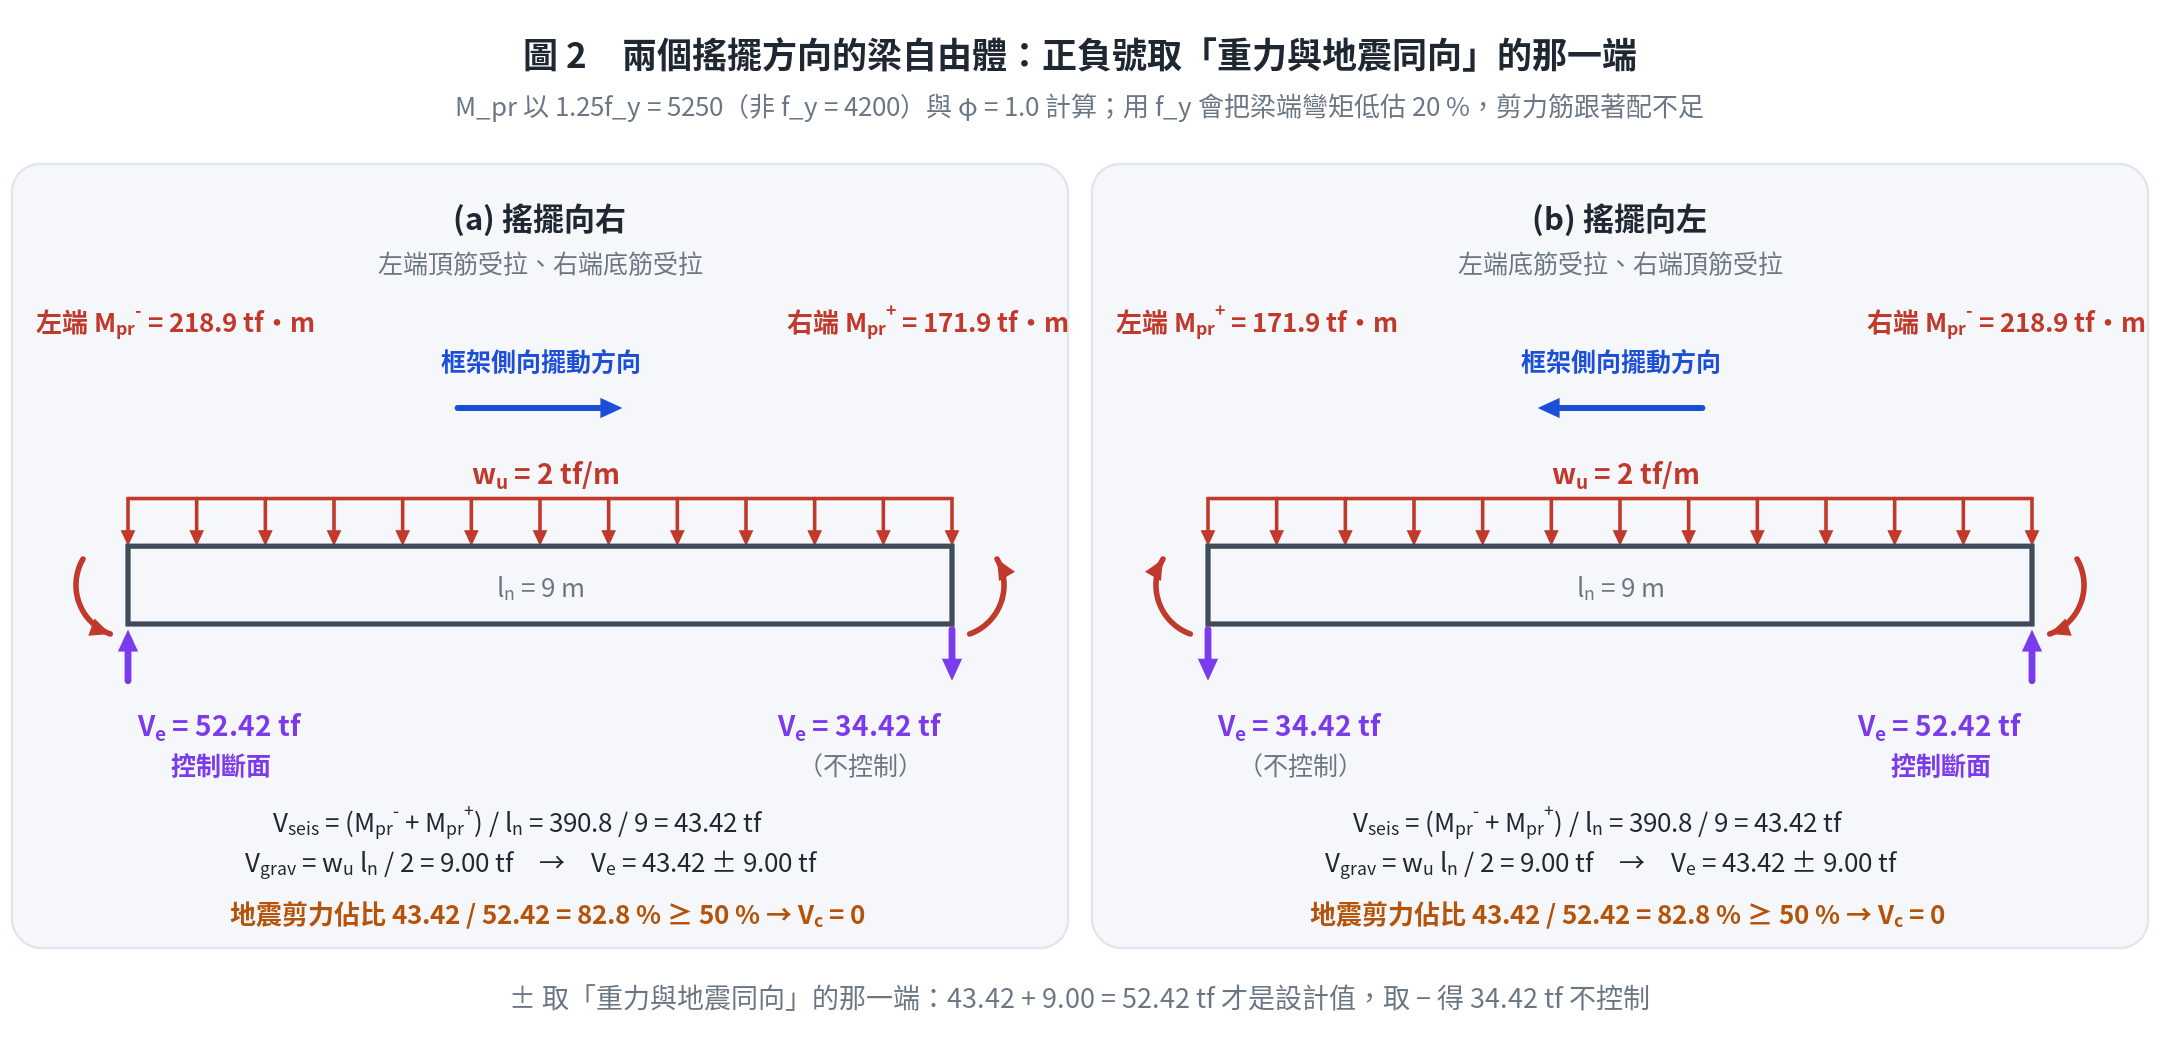 圖 2　兩個搖擺方向的梁自由體：正負號取「重力與地震同向」的那一端
M_pr 以 1.25f_y = 5250（非 f_y = 4200）與 ϕ = 1.0 計算；用 f_y 會把梁端彎矩低估 20 %，剪力筋跟著配不足
(a) 搖擺向右
左端頂筋受拉、右端底筋受拉
左端 Mpr⁻ = 218.9 tf・m
右端 Mpr⁺ = 171.9 tf・m
框架側向擺動方向
wu = 2 tf/m
ln = 9 m
Ve = 52.42 tf
控制斷面
Ve = 34.42 tf
（不控制）
Vseis = (Mpr⁻ + Mpr⁺) / ln = 390.8 / 9 = 43.42 tf
Vgrav = wu ln / 2 = 9.00 tf　→　Ve = 43.42 ± 9.00 tf
地震剪力佔比 43.42 / 52.42 = 82.8 % ≥ 50 % → Vc = 0
(b) 搖擺向左
左端底筋受拉、右端頂筋受拉
左端 Mpr⁺ = 171.9 tf・m
右端 Mpr⁻ = 218.9 tf・m
框架側向擺動方向
wu = 2 tf/m
ln = 9 m
Ve = 34.42 tf
（不控制）
Ve = 52.42 tf
控制斷面
Vseis = (Mpr⁻ + Mpr⁺) / ln = 390.8 / 9 = 43.42 tf
Vgrav = wu ln / 2 = 9.00 tf　→　Ve = 43.42 ± 9.00 tf
地震剪力佔比 43.42 / 52.42 = 82.8 % ≥ 50 % → Vc = 0
± 取「重力與地震同向」的那一端：43.42 + 9.00 = 52.42 tf 才是設計值，取 − 得 34.42 tf 不控制